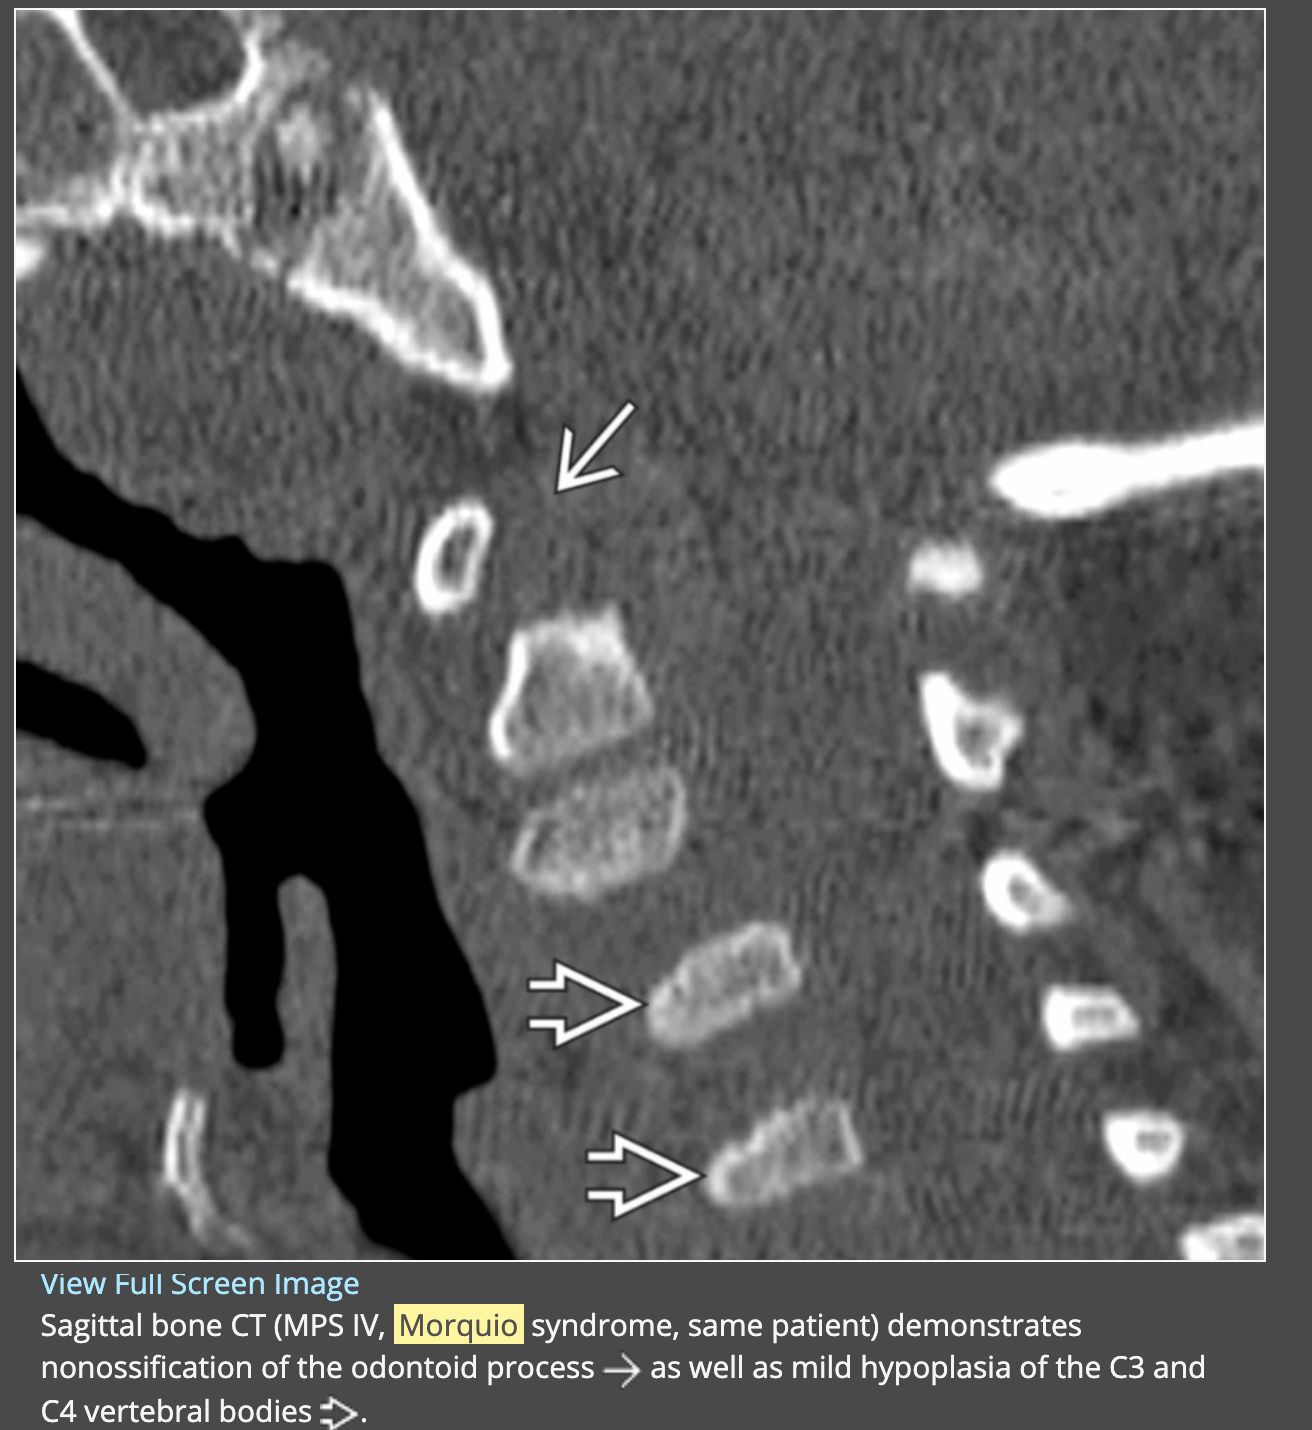 View Full Screen Image
Sagittal bone CT (MPS IV, Morquio syndrome, same patient) demonstrates
nonossification of the odontoid process → as well as mild hypoplasia of the C3 and
C4 vertebral bodies ⇨.